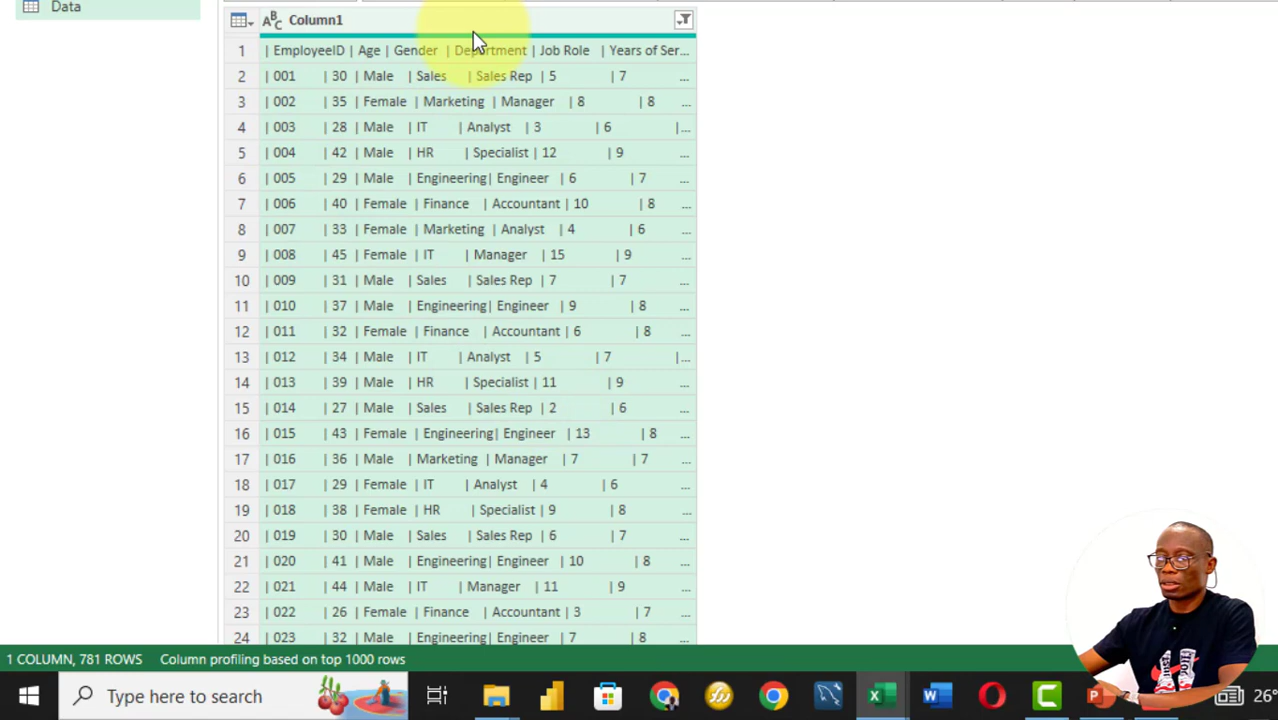 Data
ABC Column1
1 | EmployeeID | Age | Gender | Department | Job Role | Years of Ser...
2 | 001 | 30 | Male | Sales | Sales Rep | 5 | 7 ...
3 | 002 | 35 | Female | Marketing | Manager | 8 | 8 ...
4 | 003 | 28 | Male | IT | Analyst | 3 | 6 |...
5 | 004 | 42 | Male | HR | Specialist | 12 | 9 ...
6 | 005 | 29 | Male | Engineering| Engineer | 6 | 7 ...
7 | 006 | 40 | Female | Finance | Accountant | 10 | 8 ...
8 | 007 | 33 | Female | Marketing | Analyst | 4 | 6 ...
9 | 008 | 45 | Female | IT | Manager | 15 | 9 ...
10 | 009 | 31 | Male | Sales | Sales Rep | 7 | 7 ...
11 | 010 | 37 | Male | Engineering| Engineer | 9 | 8 ...
12 | 011 | 32 | Female | Finance | Accountant | 6 | 8 ...
13 | 012 | 34 | Male | IT | Analyst | 5 | 7 |...
14 | 013 | 39 | Male | HR | Specialist | 11 | 9 ...
15 | 014 | 27 | Male | Sales | Sales Rep | 2 | 6 ...
16 | 015 | 43 | Female | Engineering| Engineer | 13 | 8 ...
17 | 016 | 36 | Male | Marketing | Manager | 7 | 7 ...
18 | 017 | 29 | Female | IT | Analyst | 4 | 6 ...
19 | 018 | 38 | Female | HR | Specialist | 9 | 8 ...
20 | 019 | 30 | Male | Sales | Sales Rep | 6 | 7 ...
21 | 020 | 41 | Male | Engineering| Engineer | 10 | 8 ...
22 | 021 | 44 | Male | IT | Manager | 11 | 9 ...
23 | 022 | 26 | Female | Finance | Accountant | 3 | 7 ...
24 | 023 | 32 | Male | Engineering| Engineer | 7 | 8 ...
1 COLUMN, 781 ROWS Column profiling based on top 1000 rows
Type here to search
26°